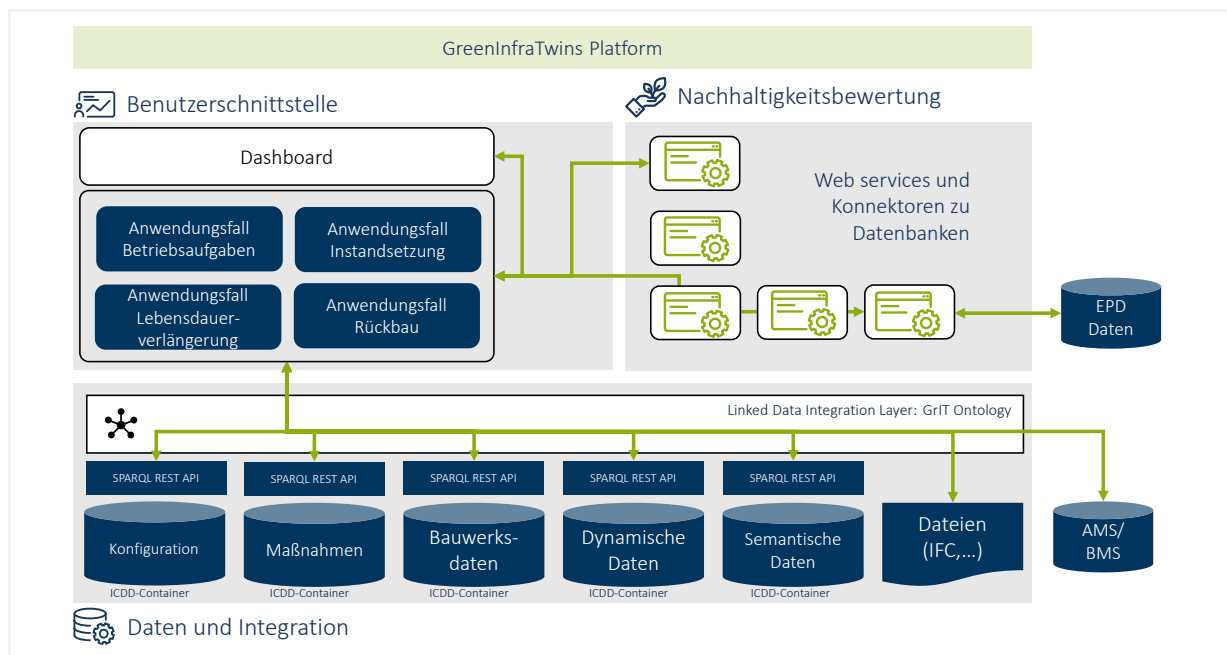 GreenInfraTwins Platform
Benutzerschnittstelle
Nachhaltigkeitsbewertung
Dashboard
Anwendungsfall
Betriebsaufgaben
Anwendungsfall
Instandsetzung
Anwendungsfall
Lebensdauer-
verlängerung
Anwendungsfall
Rückbau
Web services und
Konnektoren zu
Datenbanken
EPD
Daten
Linked Data Integration Layer: GrIT Ontology
SPARQL REST API
SPARQL REST API
SPARQL REST API
SPARQL REST API
SPARQL REST API
Konfiguration
Maßnahmen
Bauwerks-
daten
Dynamische
Daten
Semantische
Daten
Dateien
(IFC,...)
AMS/
BMS
ICDD-Container
ICDD-Container
ICDD-Container
ICDD-Container
ICDD-Container
Daten und Integration